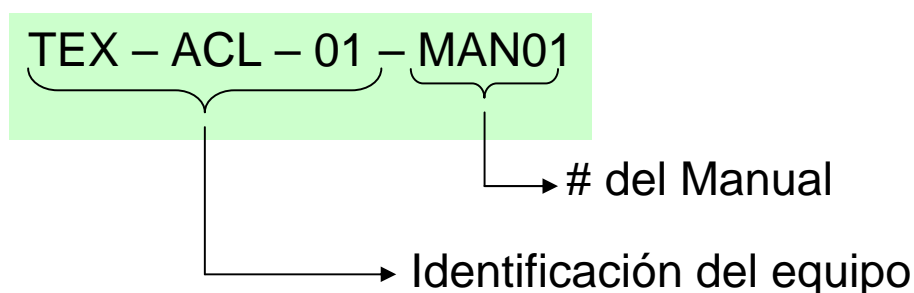 TEX – ACL – 01 – MAN01
# del Manual
Identificación del equipo